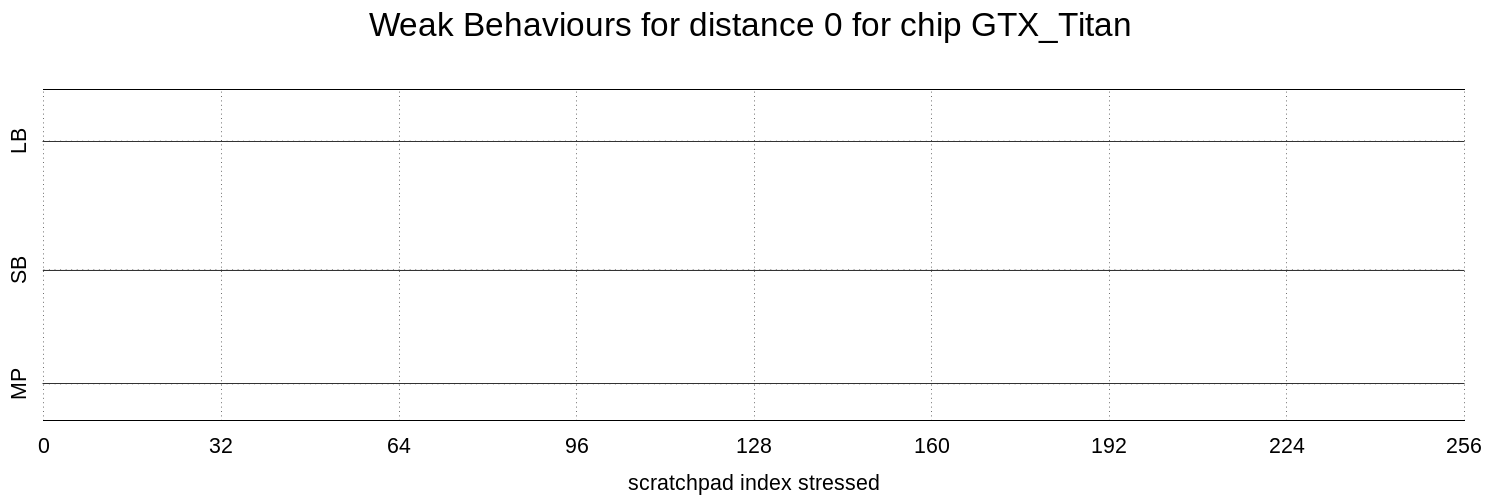 Weak Behaviours for distance 0 for chip GTX_Titan
LB
SB
MP
0 32 64 96 128 160 192 224 256
scratchpad index stressed